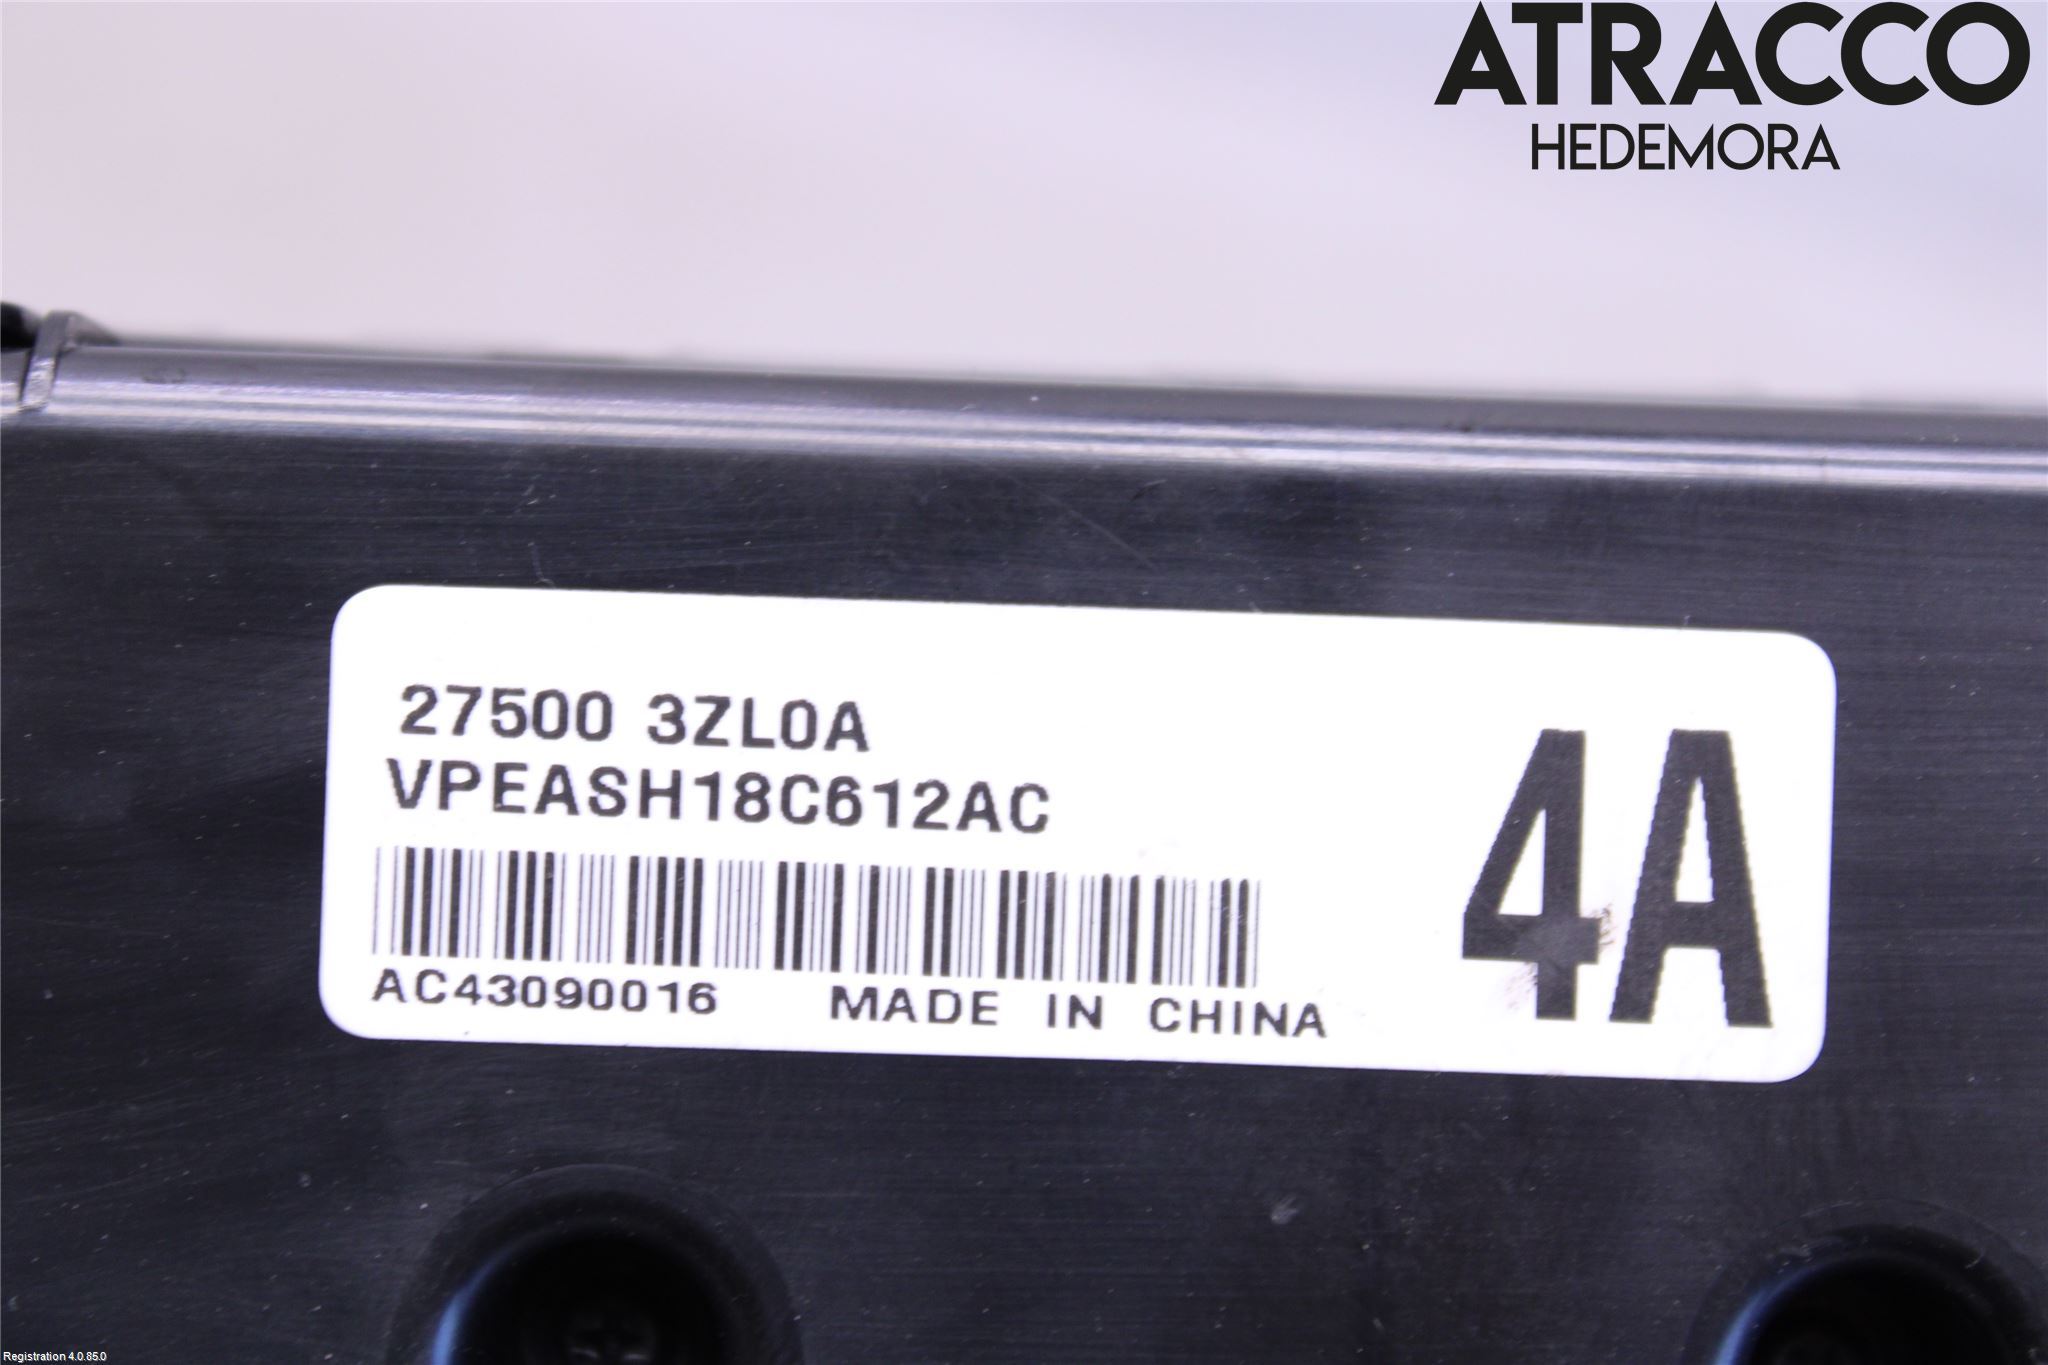 ATRACCO
HEDEMORA
27500 3ZL0A
VPEASH18C612AC
4A
AC43090016 MADE IN CHINA
Registration 4.0.85.0